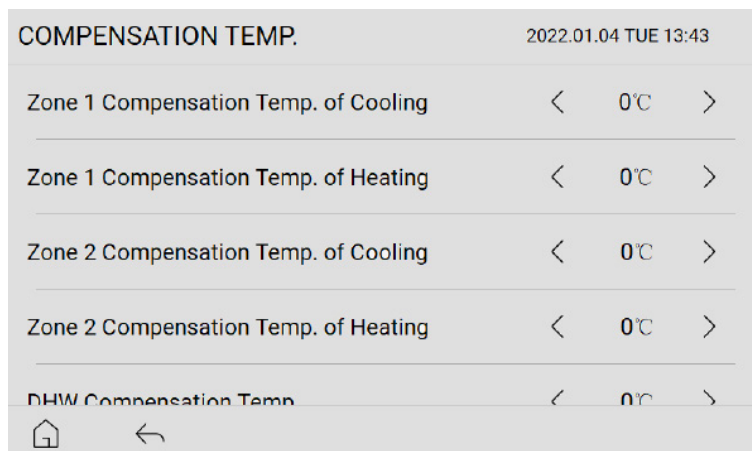 COMPENSATION TEMP. 2022.01.04 TUE 13:43
Zone 1 Compensation Temp. of Cooling < 0℃ >
Zone 1 Compensation Temp. of Heating < 0℃ >
Zone 2 Compensation Temp. of Cooling < 0℃ >
Zone 2 Compensation Temp. of Heating < 0℃ >
DHW Compensation Temp < 0℃ >